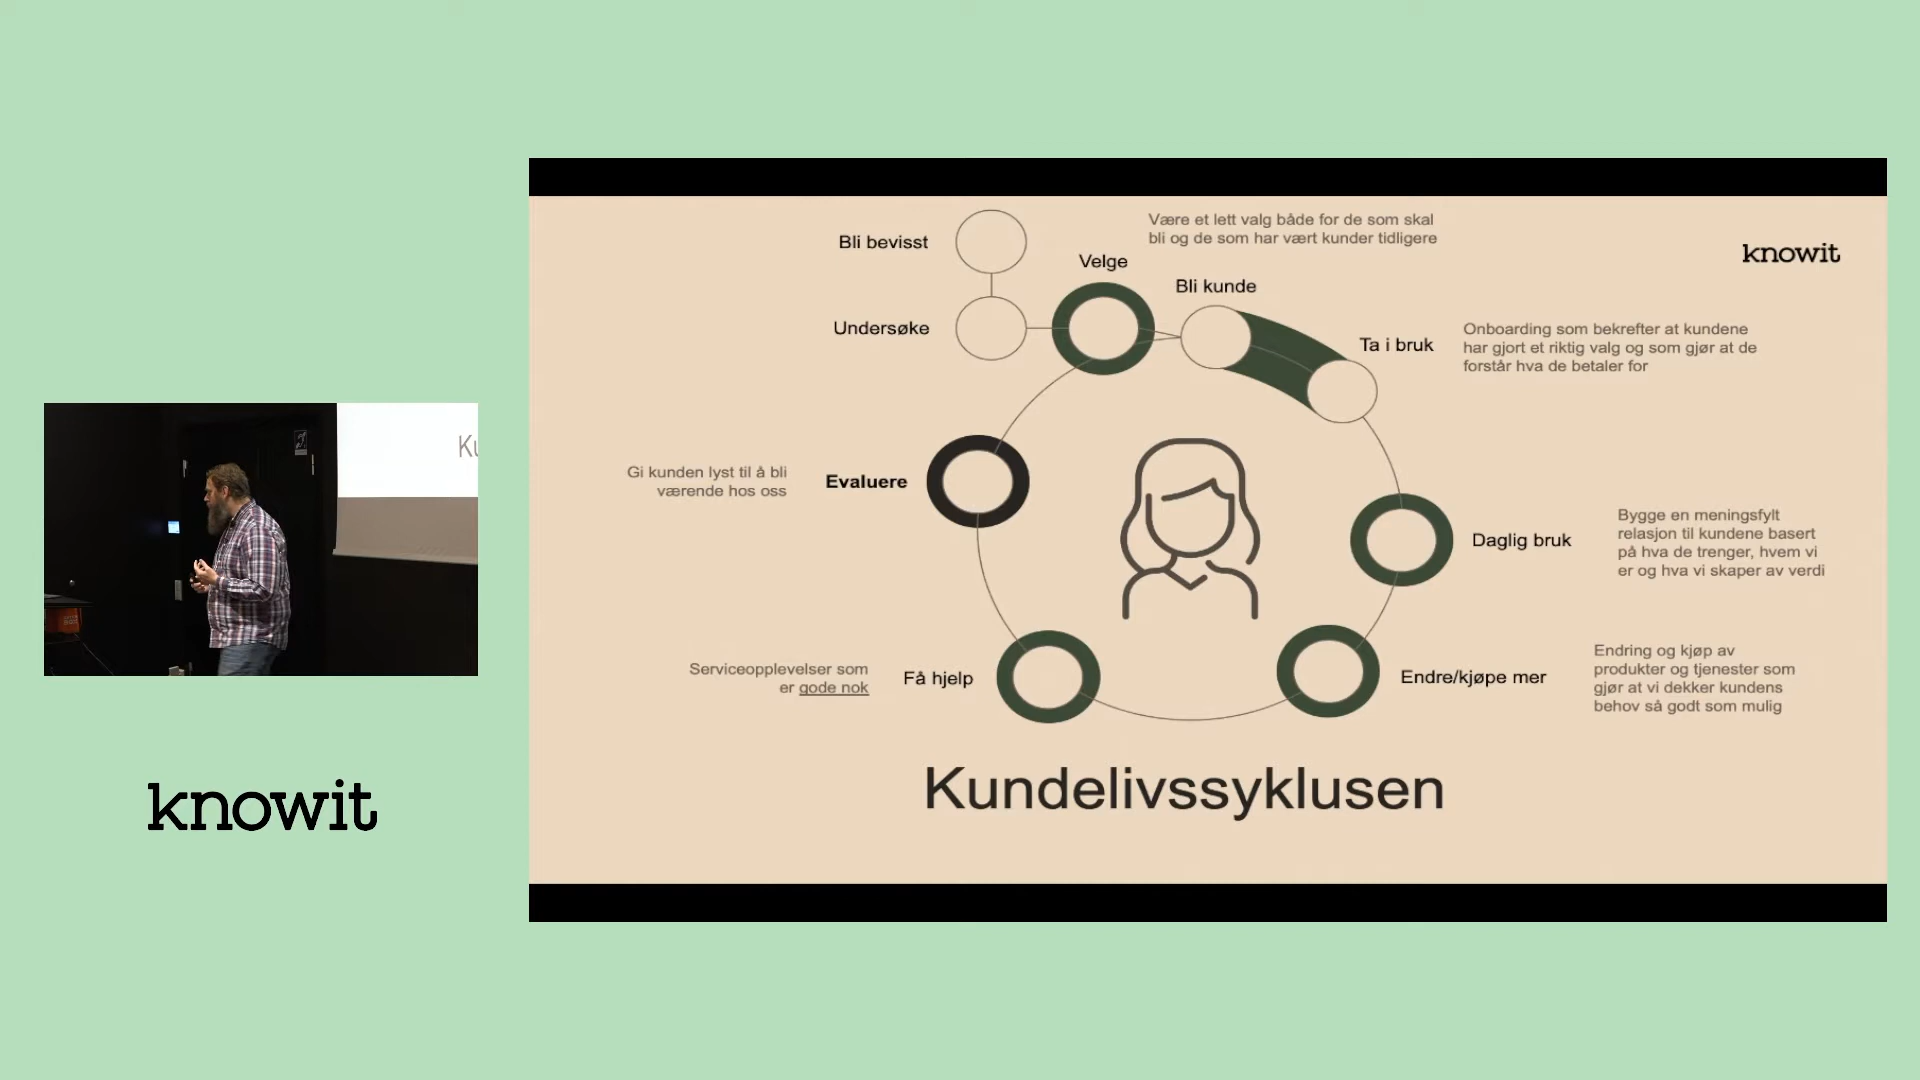 Ku
knowit
Være et lett valg både for de som skal
bli og de som har vært kunder tidligere
knowit
Bli bevisst
Velge
Bli kunde
Undersøke
Ta i bruk
Onboarding som bekrefter at kundene
har gjort et riktig valg og som gjør at de
forstår hva de betaler for
Gi kunden lyst til å bli
værende hos oss
Evaluere
Daglig bruk
Bygge en meningsfylt
relasjon til kundene basert
på hva de trenger, hvem vi
er og hva vi skaper av verdi
Serviceopplevelser som
er gode nok
Få hjelp
Endre/kjøpe mer
Endring og kjøp av
produkter og tjenester som
gjør at vi dekker kundens
behov så godt som mulig
Kundelivssyklusen